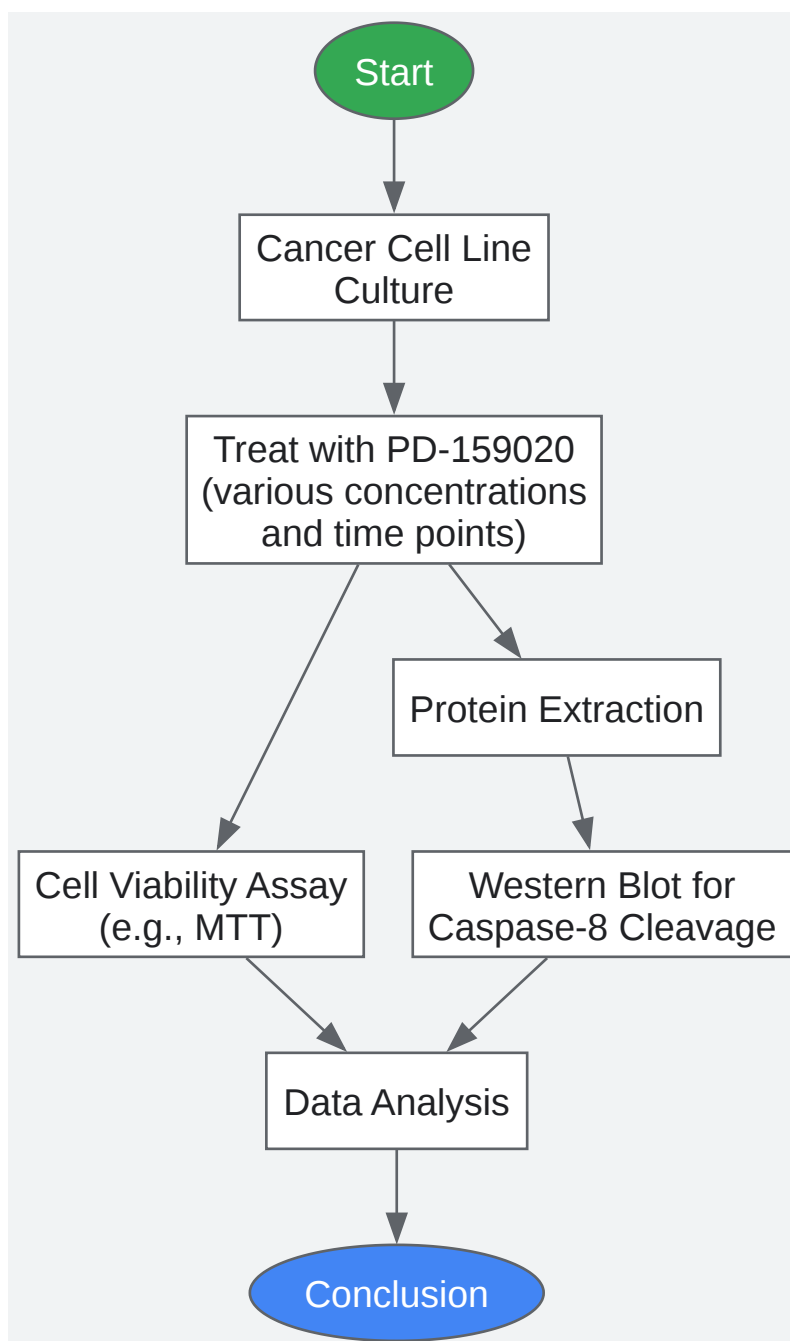 Start
Cancer Cell Line
Culture
Treat with PD-159020
(various concentrations
and time points)
Protein Extraction
Cell Viability Assay
(e.g., MTT)
Western Blot for
Caspase-8 Cleavage
Data Analysis
Conclusion